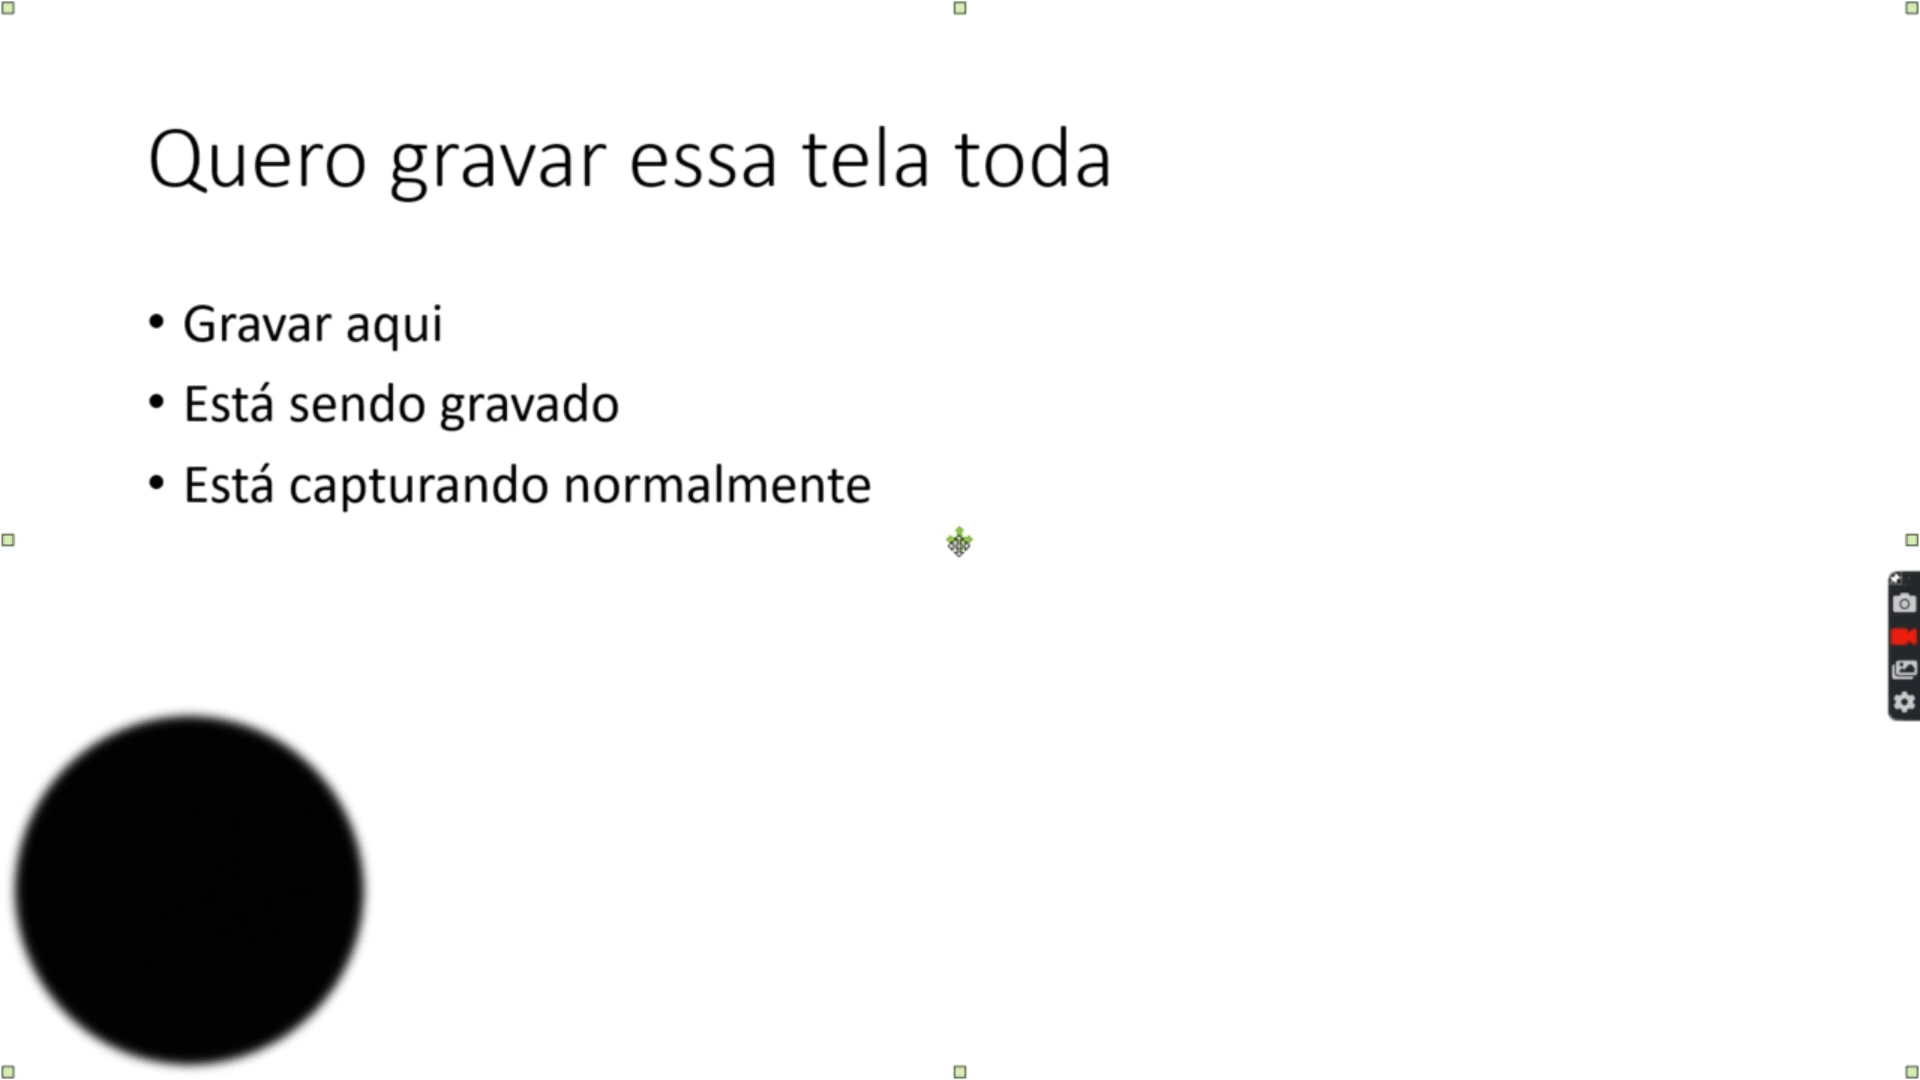 Quero gravar essa tela toda
• Gravar aqui
• Está sendo gravado
• Está capturando normalmente